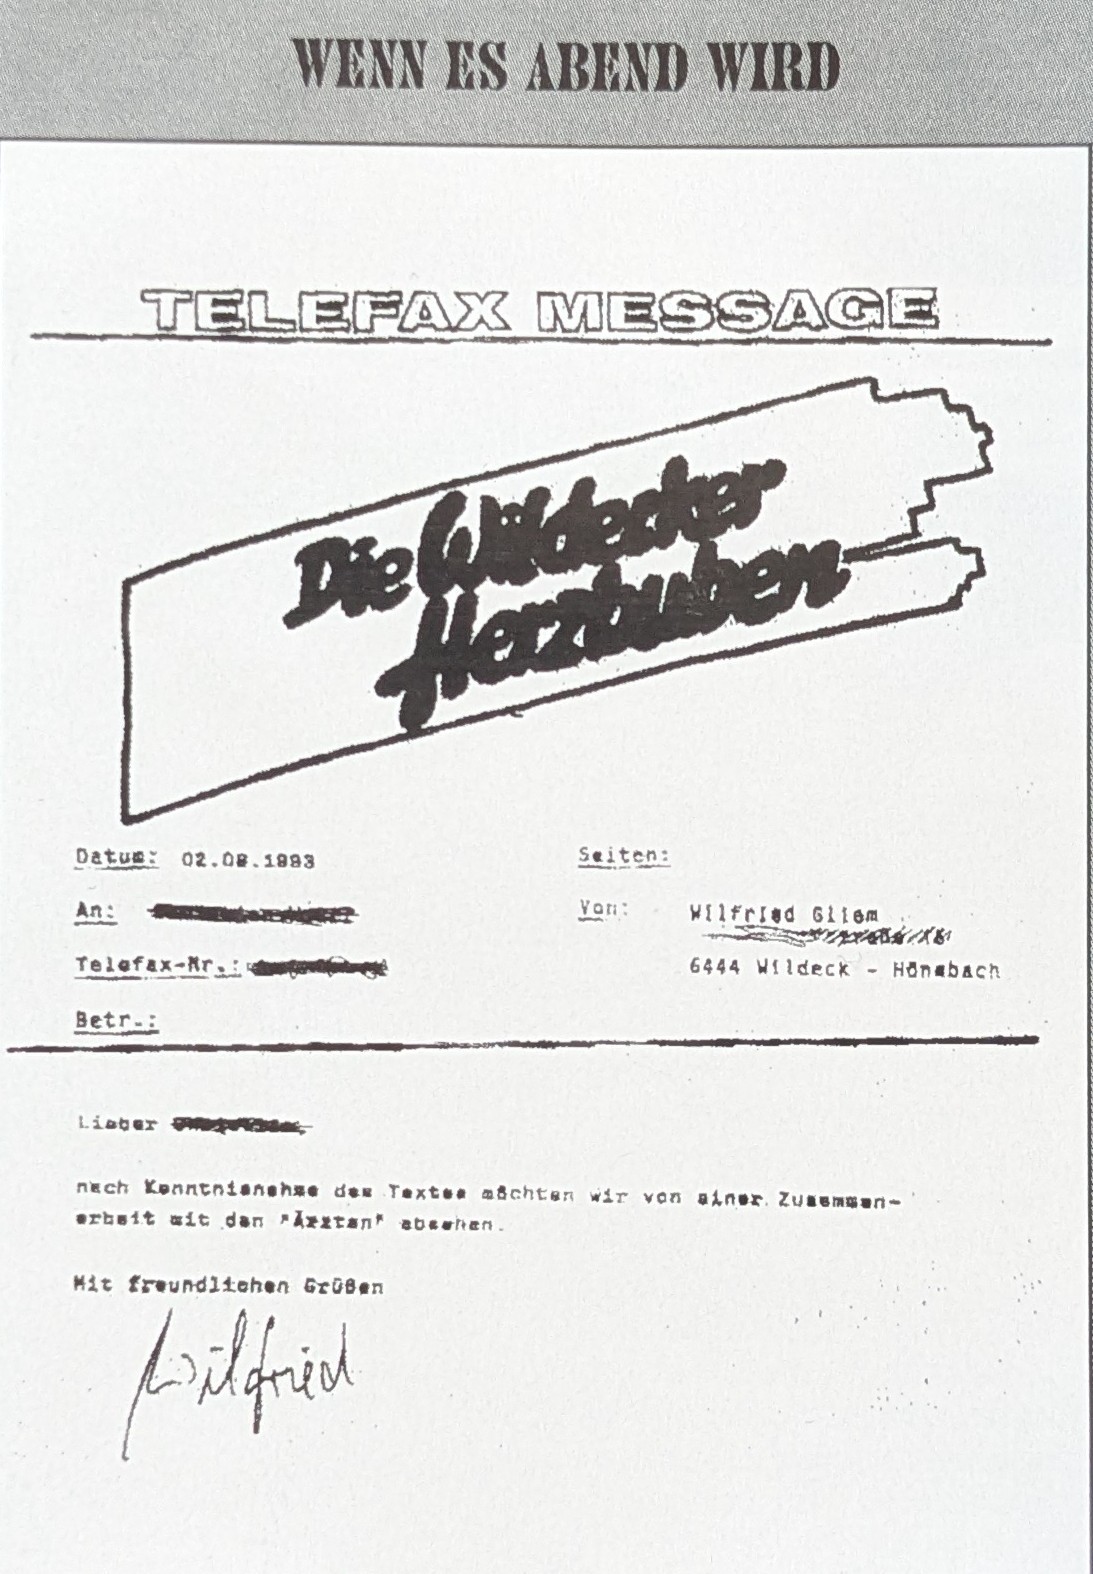 WENN ES ABEND WIRD
TELEFAX MESSAGE
Die Wildecker
Herzbuben
Datum: 02.08.1993
Seiten:
An:
Von: Wilfried Gliem
Telefax-Nr.:
6444 Wildeck - Hönebach
Betr.:
Lieber
nach Kenntnisnahme des Textes möchten wir von einer Zusammen-
arbeit mit den "Ärzten" absehen.
Mit freundlichen Grüßen
Wilfried